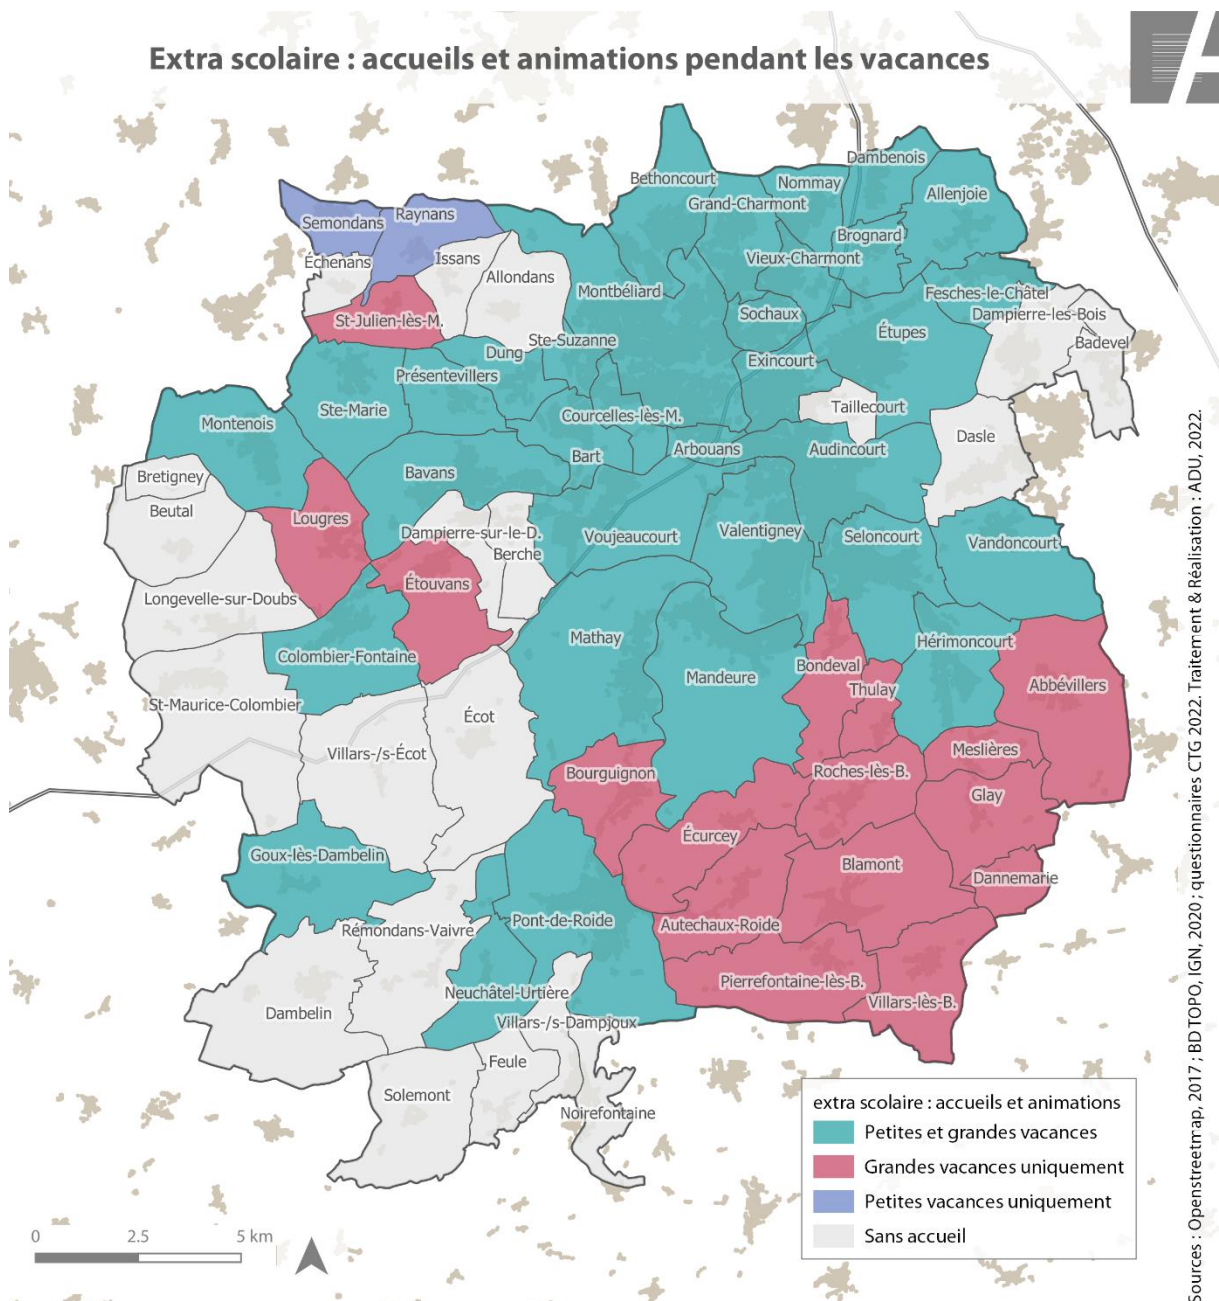 Extra scolaire : accueils et animations pendant les vacances
Dambenois
Bethoncourt
Nommay
Allenjoie
Grand-Charmont
Semondans
Raynans
Brognard
Échenans
Issans
Vieux-Charmont
Allondans
Montbéliard
Fesches-le-Châtel
Sochaux
Dampierre-les-Bois
St-Julien-lès-M.
Étupes
Ste-Suzanne
Badevel
Dung
Exincourt
Présentevillers
Ste-Marie
Taillecourt
Courcelles-lès-M.
Montenois
Dasle
Arbouans
Audincourt
Bart
Bavans
Bretigney
Beutal
Lougres
Dampierre-sur-le-D.
Voujeaucourt
Valentigney
Seloncourt
Vandoncourt
Berche
Étouvans
Longevelle-sur-Doubs
Mathay
Hérimoncourt
Colombier-Fontaine
Bondeval
Mandeure
Abbévillers
Thulay
St-Maurice-Colombier
Écot
Villars-/s-Écot
Meslières
Bourguignon
Roches-lès-B.
Glay
Écurcey
Goux-lès-Dambelin
Blamont
Dannemarie
Pont-de-Roide
Autechaux-Roide
Rémondans-Vaivre
Pierrefontaine-lès-B.
Neuchâtel-Urtière
Villars-lès-B.
Dambelin
Villars-/s-Dampjoux
Feule
Solemont
Noirefontaine
extra scolaire : accueils et animations
Petites et grandes vacances
Grandes vacances uniquement
Petites vacances uniquement
Sans accueil
0 2.5 5 km
Sources : Openstreetmap, 2017 ; BD TOPO, IGN, 2020 ; questionnaires CTG 2022. Traitement & Réalisation : ADU, 2022.